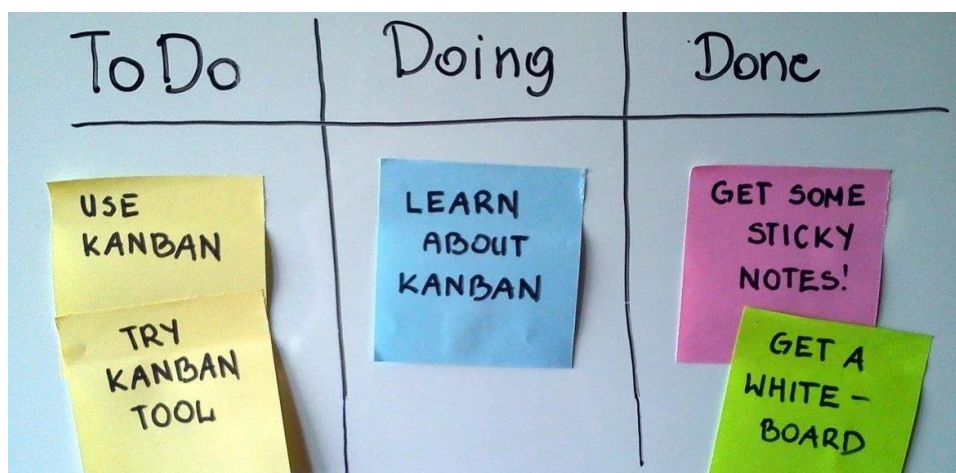 To Do
Doing
Done
USE
KANBAN
TRY
KANBAN
TOOL
LEARN
ABOUT
KANBAN
GET SOME
STICKY
NOTES!
GET A
WHITE-
BOARD